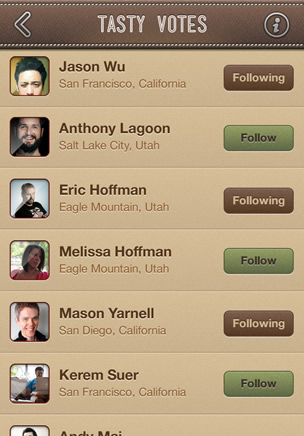 TASTY VOTES
Jason Wu
San Francisco, California
Following
Anthony Lagoon
Salt Lake City, Utah
Follow
Eric Hoffman
Eagle Mountain, Utah
Following
Melissa Hoffman
Eagle Mountain, Utah
Follow
Mason Yarnell
San Diego, California
Following
Kerem Suer
San Francisco, California
Follow
Andy